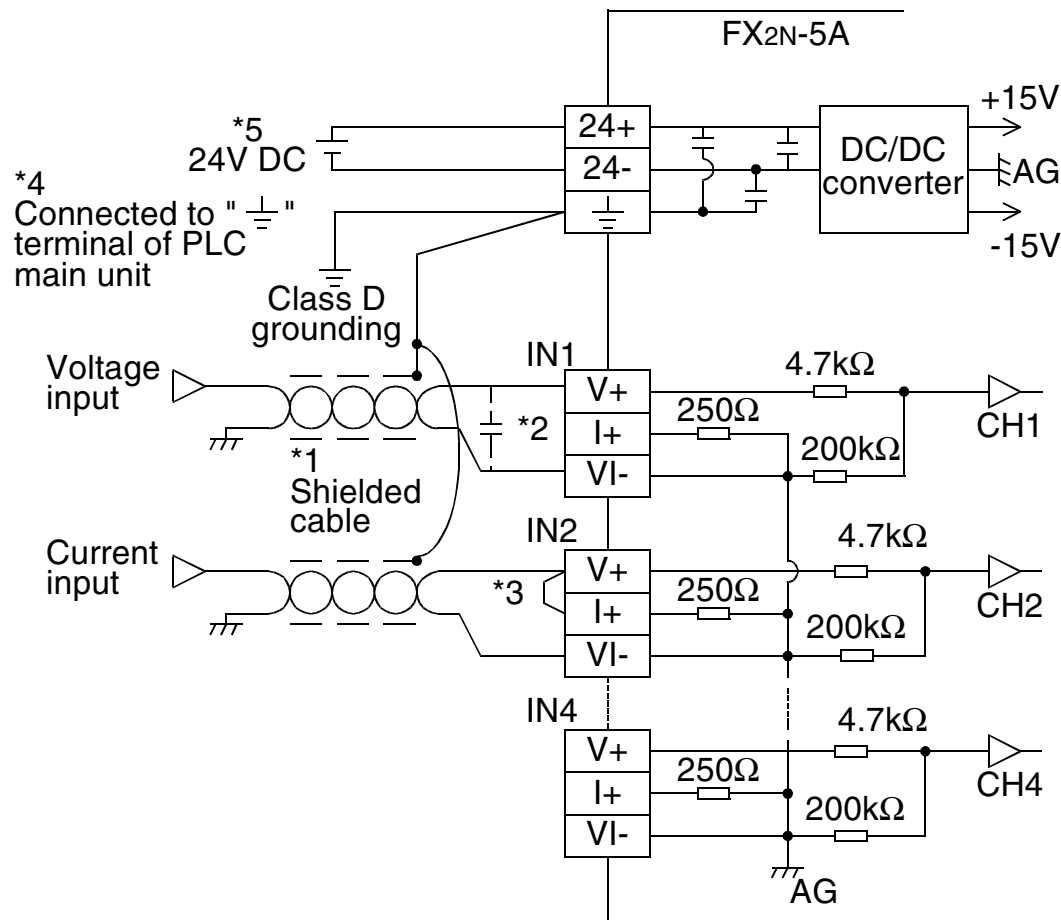 FX2N-5A
24+
24-
*5
24V DC
DC/DC
converter
+15V
AG
-15V
*4
Connected to " "
terminal of PLC
main unit
Class D
grounding
Voltage
input
*1
Shielded
cable
*2
IN1
V+
I+
VI-
4.7kΩ
250Ω
200kΩ
CH1
Current
input
*3
IN2
V+
I+
VI-
4.7kΩ
250Ω
200kΩ
CH2
IN4
V+
I+
VI-
4.7kΩ
250Ω
200kΩ
CH4
AG